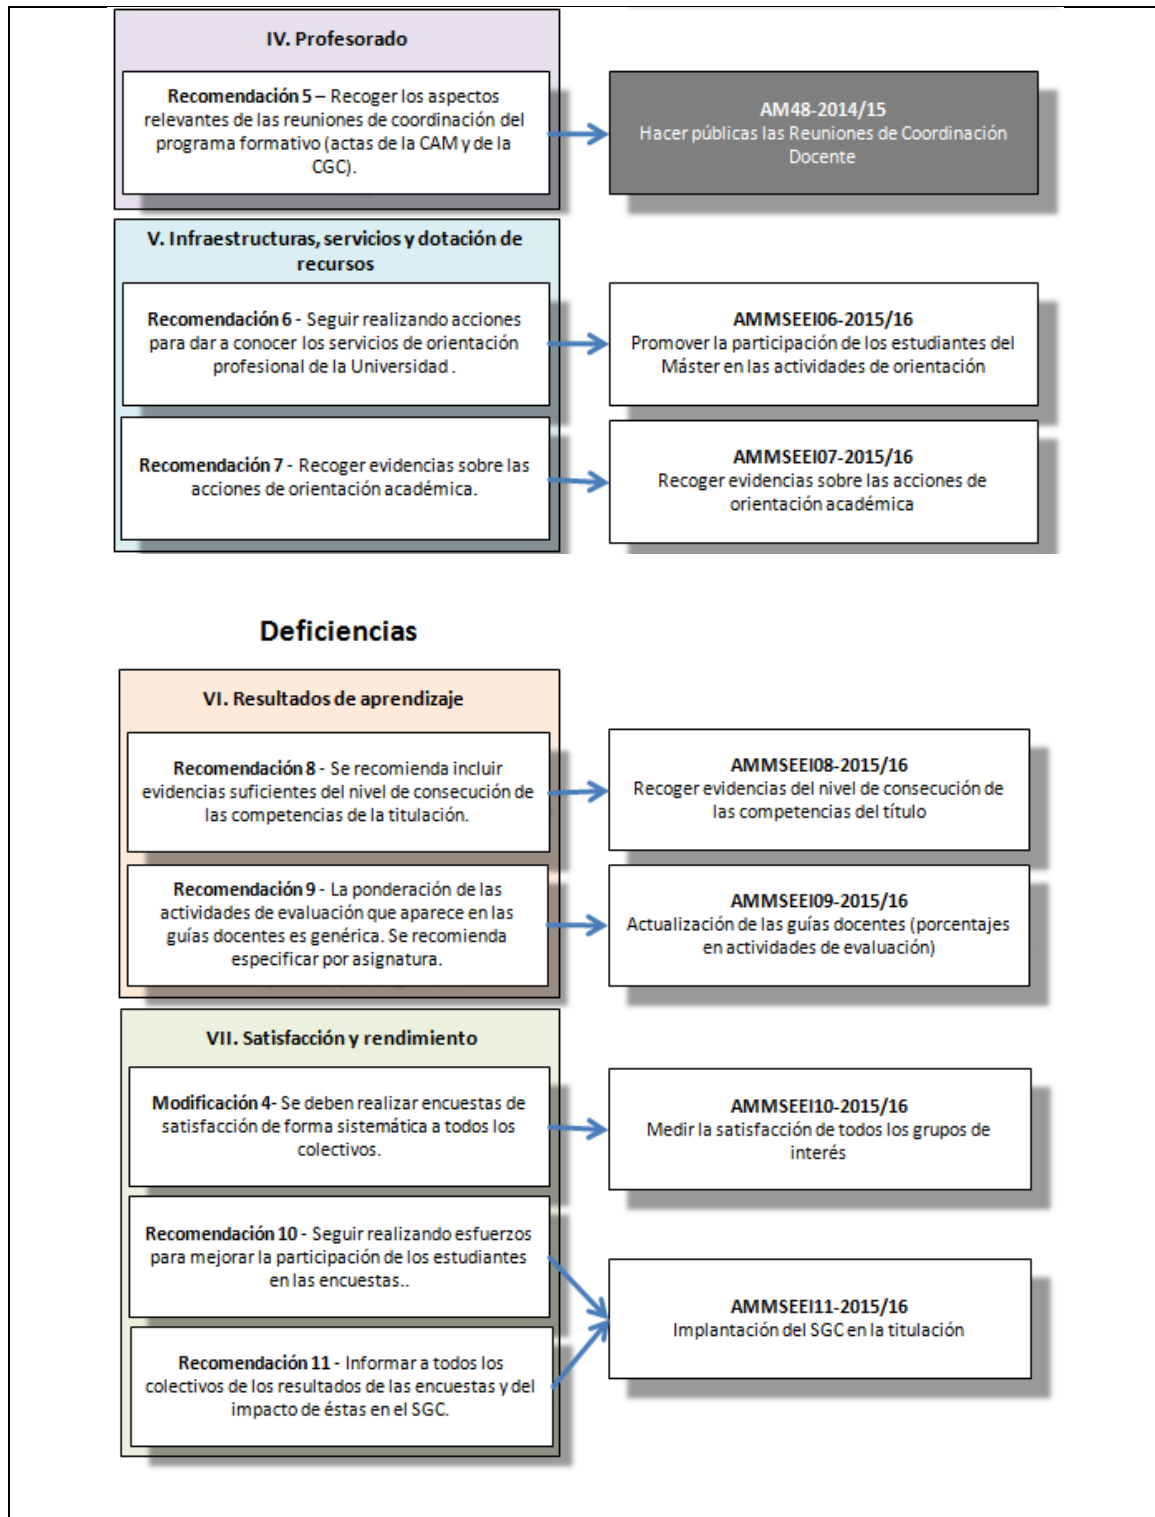 IV. Profesorado
Recomendación 5 – Recoger los aspectos
relevantes de las reuniones de coordinación del
programa formativo (actas de la CAM y de la
CGC).
AM48-2014/15
Hacer públicas las Reuniones de Coordinación
Docente
V. Infraestructuras, servicios y dotación de
recursos
Recomendación 6 - Seguir realizando acciones
para dar a conocer los servicios de orientación
profesional de la Universidad .
AMMSEEI06-2015/16
Promover la participación de los estudiantes del
Máster en las actividades de orientación
Recomendación 7 - Recoger evidencias sobre las
acciones de orientación académica.
AMMSEEI07-2015/16
Recoger evidencias sobre las acciones de
orientación académica
Deficiencias
VI. Resultados de aprendizaje
Recomendación 8 - Se recomienda incluir
evidencias suficientes del nivel de consecución de
las competencias de la titulación.
AMMSEEI08-2015/16
Recoger evidencias del nivel de consecución de
las competencias del título
Recomendación 9 - La ponderación de las
actividades de evaluación que aparece en las
guías docentes es genérica. Se recomienda
especificar por asignatura.
AMMSEEI09-2015/16
Actualización de las guías docentes (porcentajes
en actividades de evaluación)
VII. Satisfacción y rendimiento
Modificación 4- Se deben realizar encuestas de
satisfacción de forma sistemática a todos los
colectivos.
AMMSEEI10-2015/16
Medir la satisfacción de todos los grupos de
interés
Recomendación 10 - Seguir realizando esfuerzos
para mejorar la participación de los estudiantes
en las encuestas..
AMMSEEI11-2015/16
Implantación del SGC en la titulación
Recomendación 11 - Informar a todos los
colectivos de los resultados de las encuestas y del
impacto de éstas en el SGC.